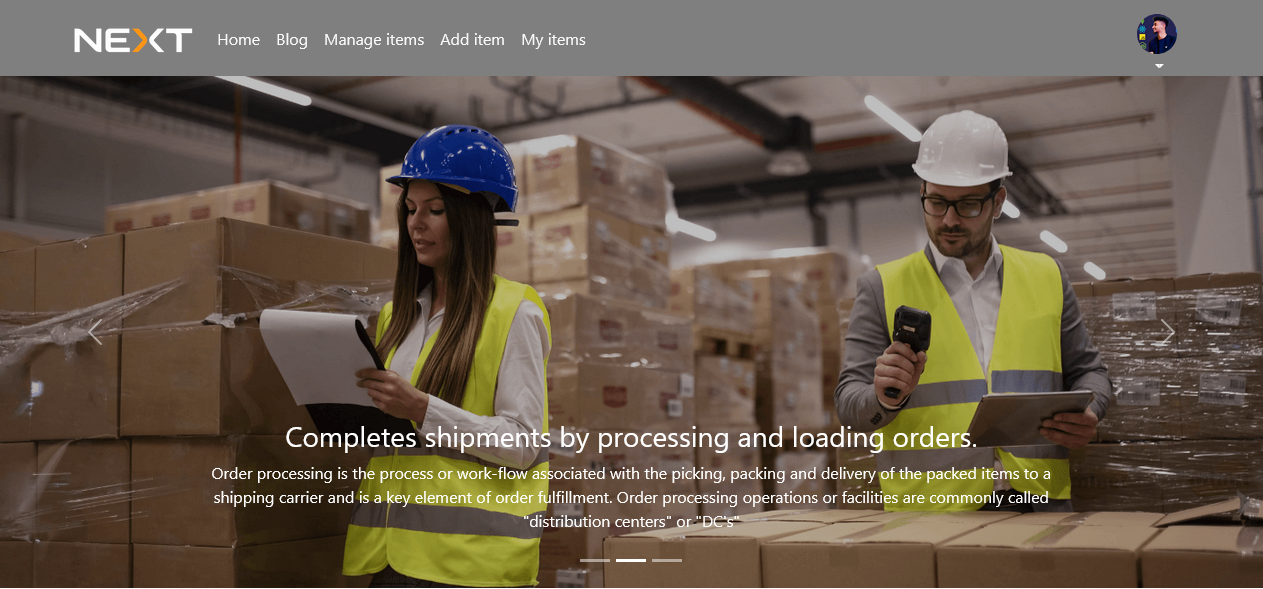 NEXT Home Blog Manage items Add item My items
Completes shipments by processing and loading orders.
Order processing is the process or work-flow associated with the picking, packing and delivery of the packed items to a
shipping carrier and is a key element of order fulfillment. Order processing operations or facilities are commonly called
"distribution centers" or "DC's"